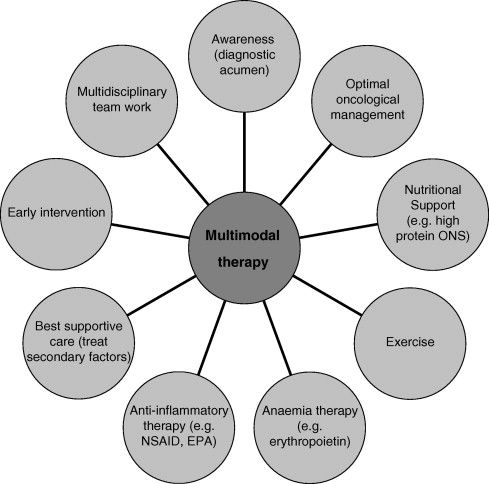 Awareness
(diagnostic
acumen)
Optimal
oncological
management
Nutritional
Support
(e.g. high
protein ONS)
Exercise
Anaemia therapy
(e.g.
erythropoietin)
Anti-inflammatory
therapy (e.g.
NSAID, EPA)
Best supportive
care (treat
secondary factors)
Early intervention
Multidisciplinary
team work
Multimodal
therapy